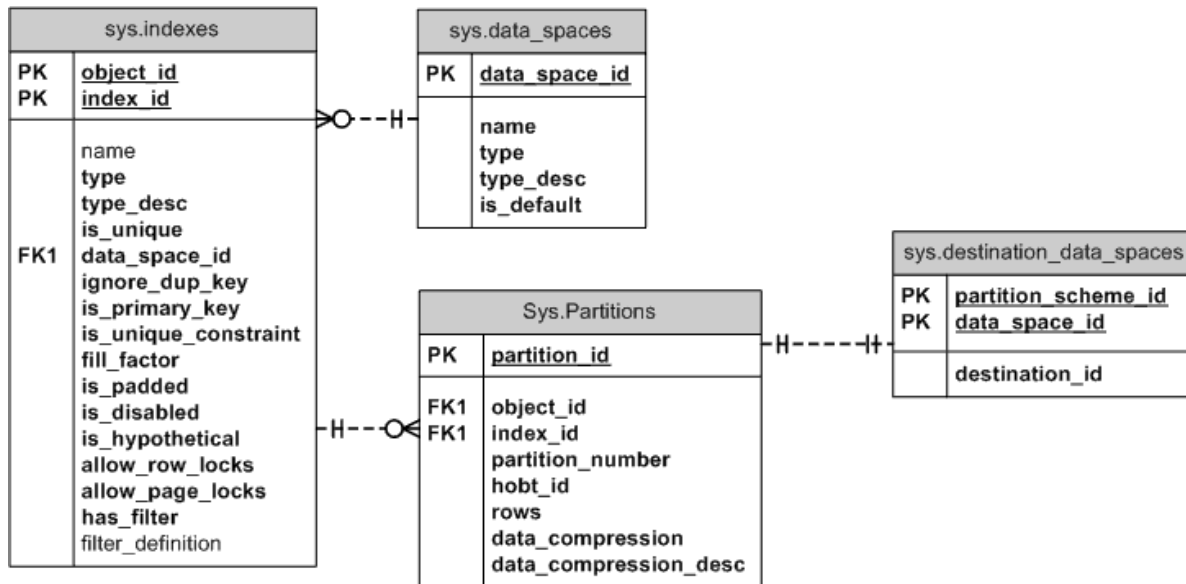 sys.indexes
PK object_id
PK index_id
name
type
type_desc
is_unique
FK1 data_space_id
ignore_dup_key
is_primary_key
is_unique_constraint
fill_factor
is_padded
is_disabled
is_hypothetical
allow_row_locks
allow_page_locks
has_filter
filter_definition
sys.data_spaces
PK data_space_id
name
type
type_desc
is_default
Sys.Partitions
PK partition_id
FK1 object_id
FK1 index_id
partition_number
hobt_id
rows
data_compression
data_compression_desc
sys.destination_data_spaces
PK partition_scheme_id
PK data_space_id
destination_id